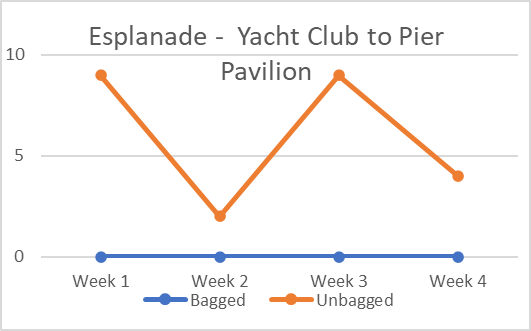 Esplanade -  Yacht Club to Pier
Pavilion
10
5
0
Week 1 Week 2 Week 3 Week 4
Bagged Unbagged